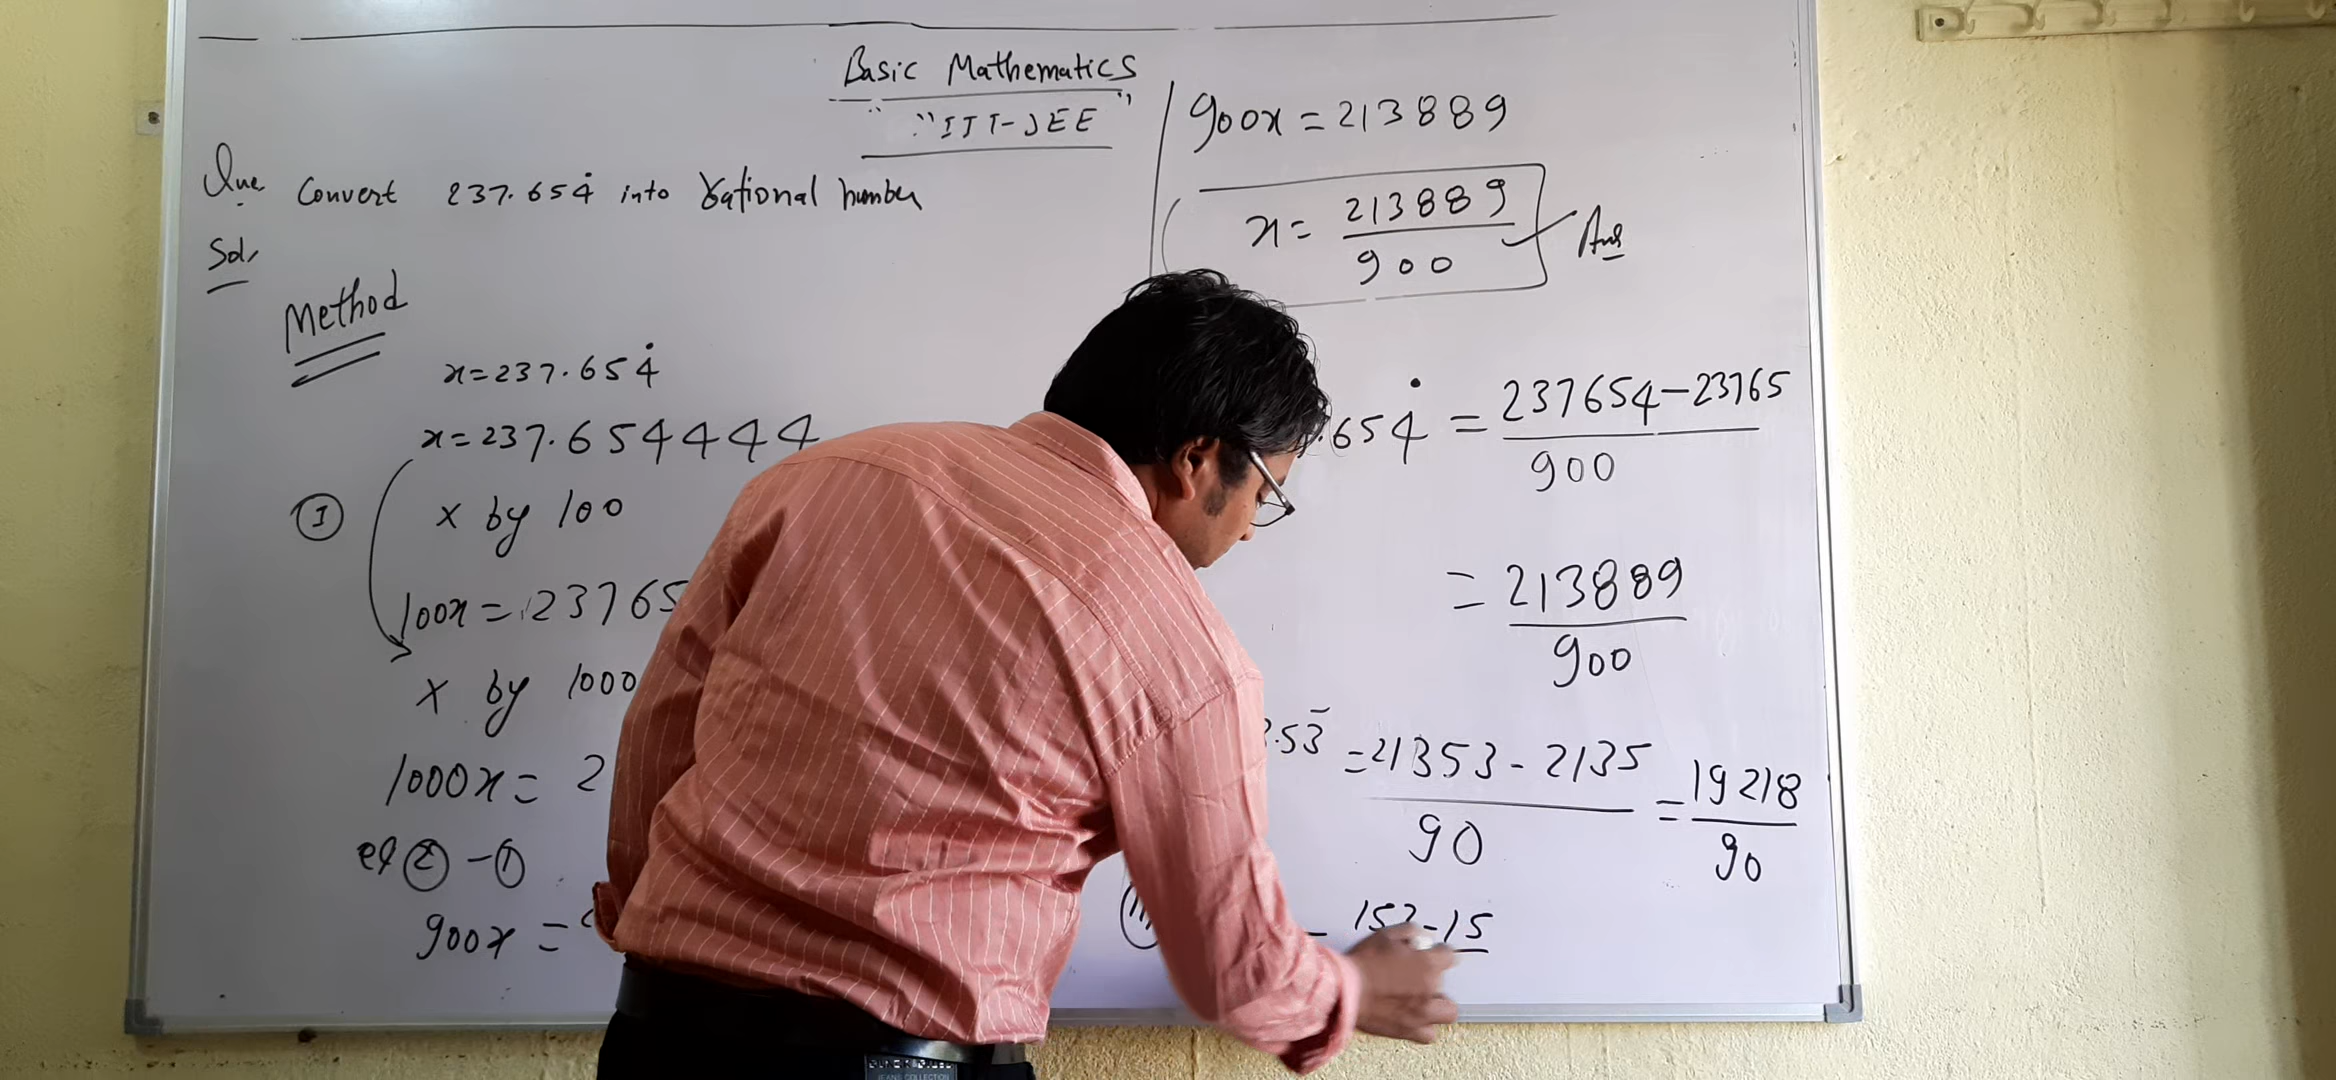 Basic Mathematics
"IIT-JEE"
Que. Convert 237.654̇ into rational number
Sol.
Method
x=237.654̇
x=237.654444
I
x by 100
100x=23765
x by 1000
1000x= 2
eq ② -①
900x =
900x=213889
x= 213889
900
Ans
.654̇ = 237654-23765
900
= 213889
900
.53̄ = 21353 - 2135 = 19218
90 90
-15
JEANS COLLECTION